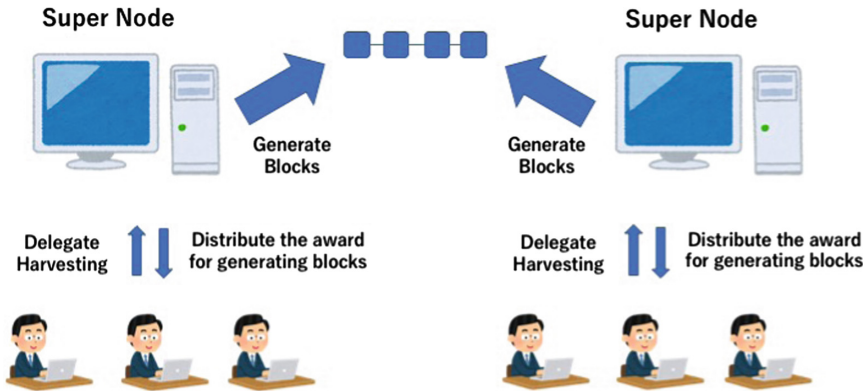 Super Node
Super Node
Generate
Blocks
Generate
Blocks
Delegate
Harvesting
Distribute the award
for generating blocks
Delegate
Harvesting
Distribute the award
for generating blocks